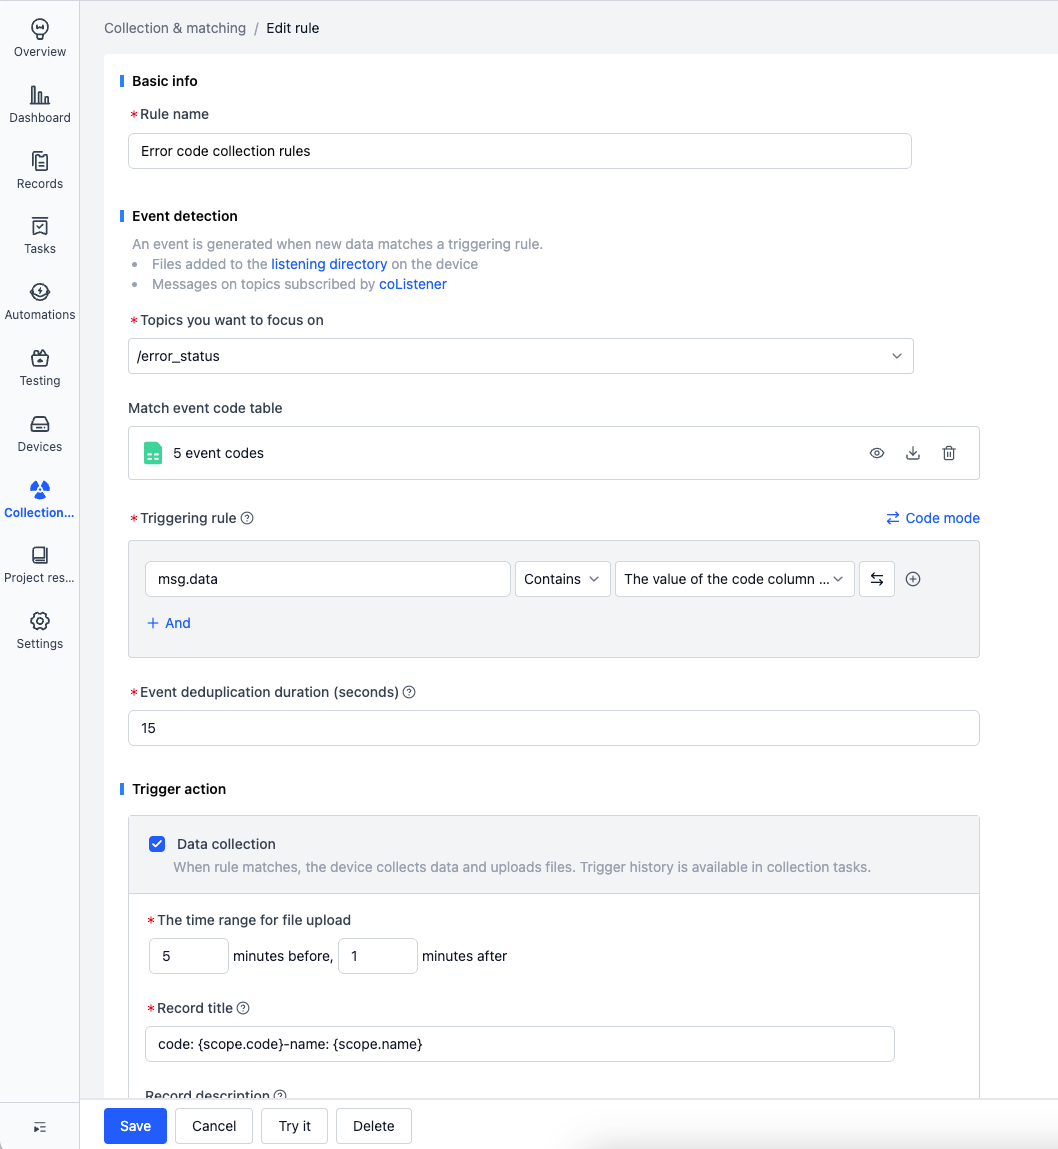 Collection & matching / Edit rule
Overview
Dashboard
Records
Tasks
Automations
Testing
Devices
Collection...
Project res...
Settings
Basic info
* Rule name
Error code collection rules
Event detection
An event is generated when new data matches a triggering rule.
• Files added to the listening directory on the device
• Messages on topics subscribed by coListener
* Topics you want to focus on
/error_status
Match event code table
5 event codes
* Triggering rule
Code mode
msg.data Contains The value of the code column ...
+ And
* Event deduplication duration (seconds)
15
Trigger action
Data collection
When rule matches, the device collects data and uploads files. Trigger history is available in collection tasks.
* The time range for file upload
5 minutes before, 1 minutes after
* Record title
code: {scope.code}-name: {scope.name}
Record description
Save Cancel Try it Delete